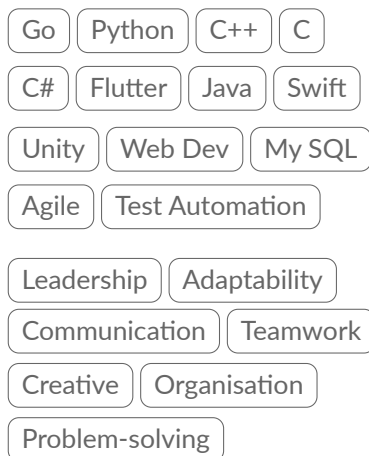 Go Python C++ C
C# Flutter Java Swift
Unity Web Dev My SQL
Agile Test Automation
Leadership Adaptability
Communication Teamwork
Creative Organisation
Problem-solving